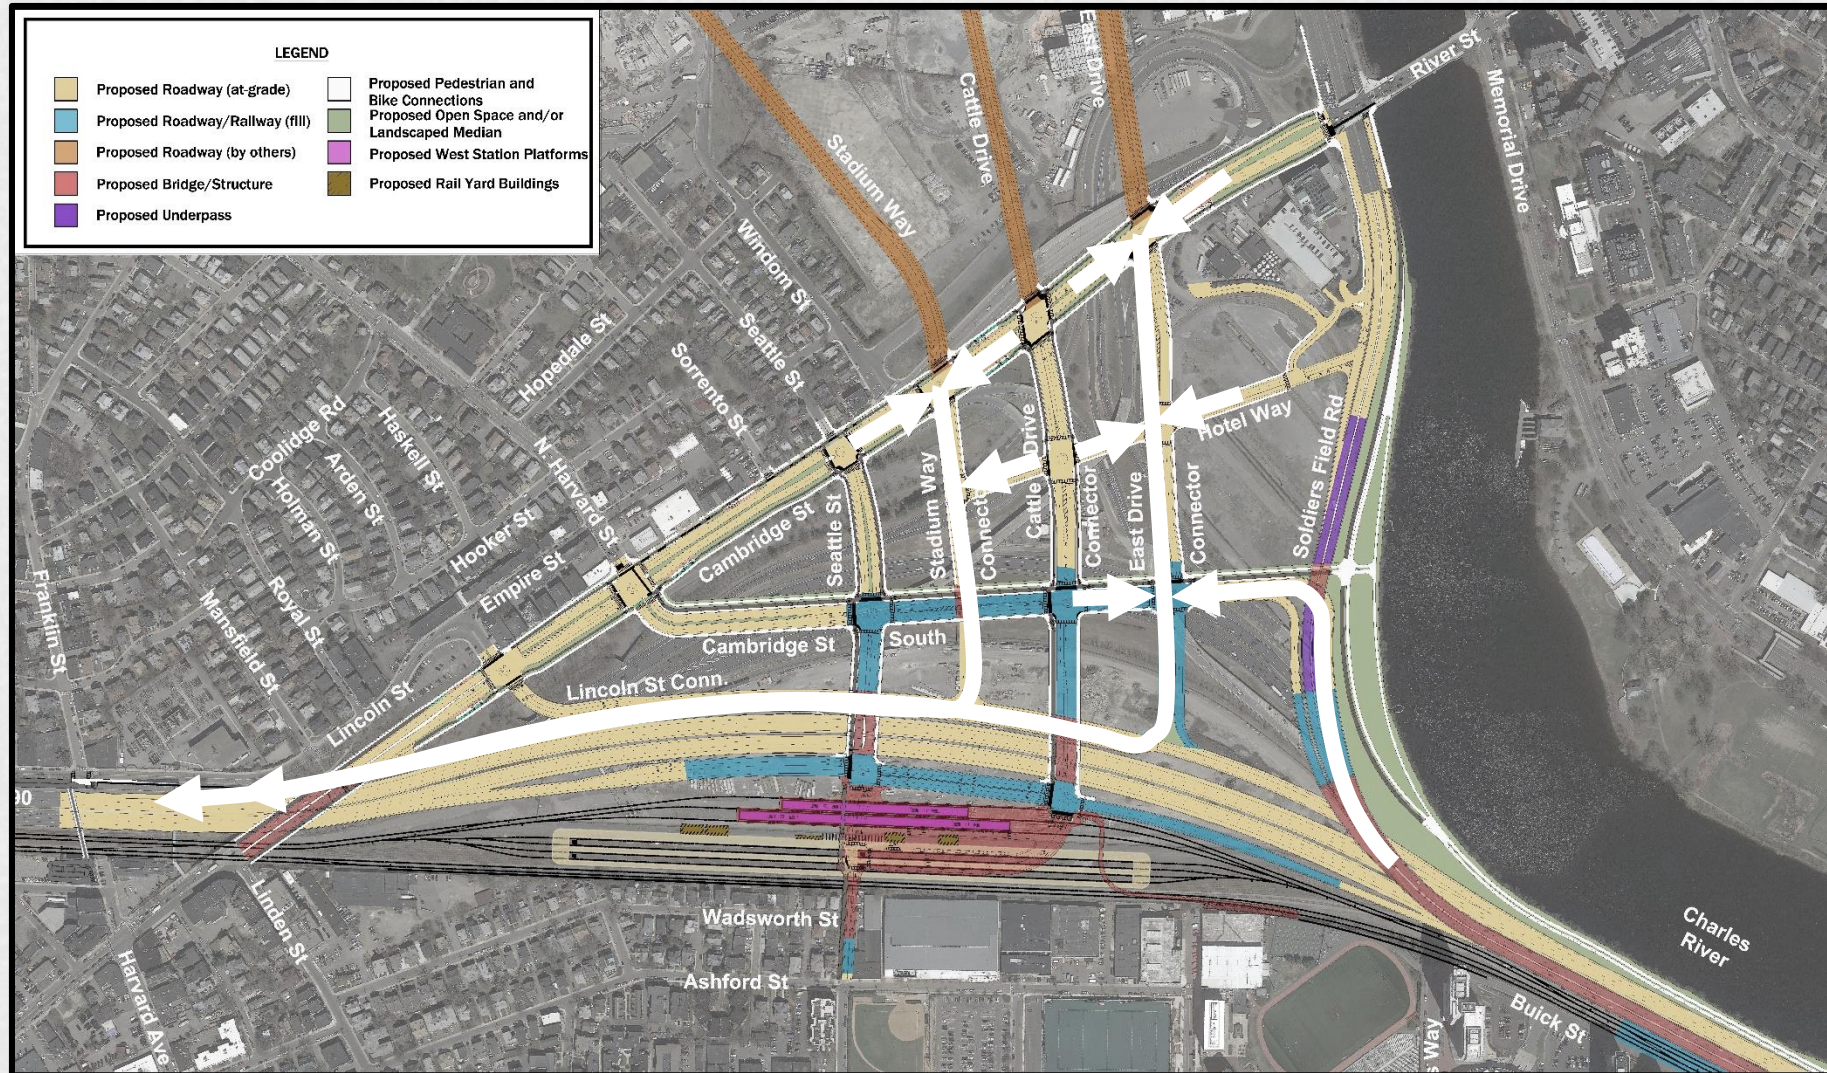 LEGEND
Proposed Roadway (at-grade)
Proposed Roadway/Railway (fill)
Proposed Roadway (by others)
Proposed Bridge/Structure
Proposed Underpass
Proposed Pedestrian and
Bike Connections
Proposed Open Space and/or
Landscaped Median
Proposed West Station Platforms
Proposed Rail Yard Buildings
River St
Memorial Drive
East Drive
Cattle Drive
Stadium Way
Windom St
Seattle St
Hopedale St
Sorrento St
Coolidge Rd
Haskell St
Arden St
Holman St
N. Harvard St
Hooker St
Empire St
Royal St
Mansfield St
Franklin St
Lincoln St
Cambridge St
Seattle St
Stadium Way
Connect
Cattle Drive
Connector
East Drive
Connector
Hotel Way
Soldiers Field Rd
Cambridge St
South
Lincoln St Conn.
90
Linden St
Harvard Ave
Wadsworth St
Ashford St
Charles
River
Buick St
s Way